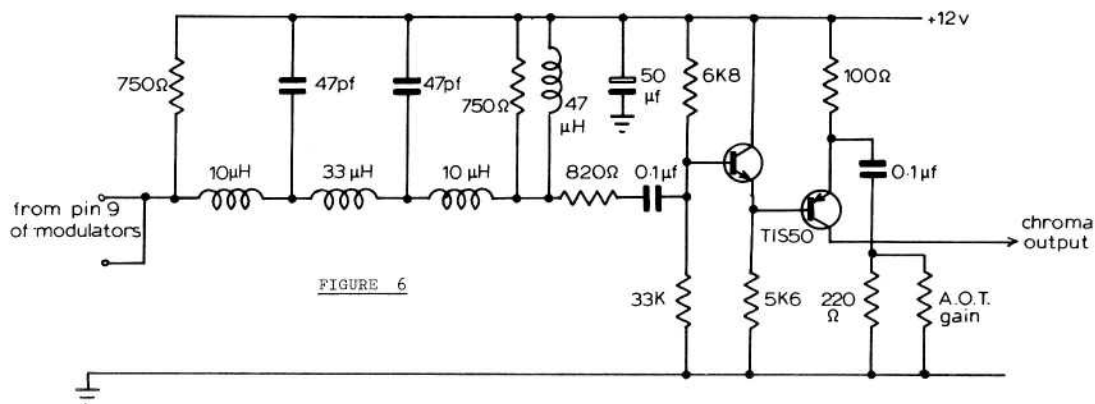 +12v
750Ω
47pf
47pf
750Ω
47
μH
50
μf
6K8
100Ω
10μH
33 μH
10 μH
820Ω
0.1μf
0.1μf
from pin 9
of modulators
TIS50
chroma
output
FIGURE 6
33K
5K6
220
Ω
A.O.T.
gain